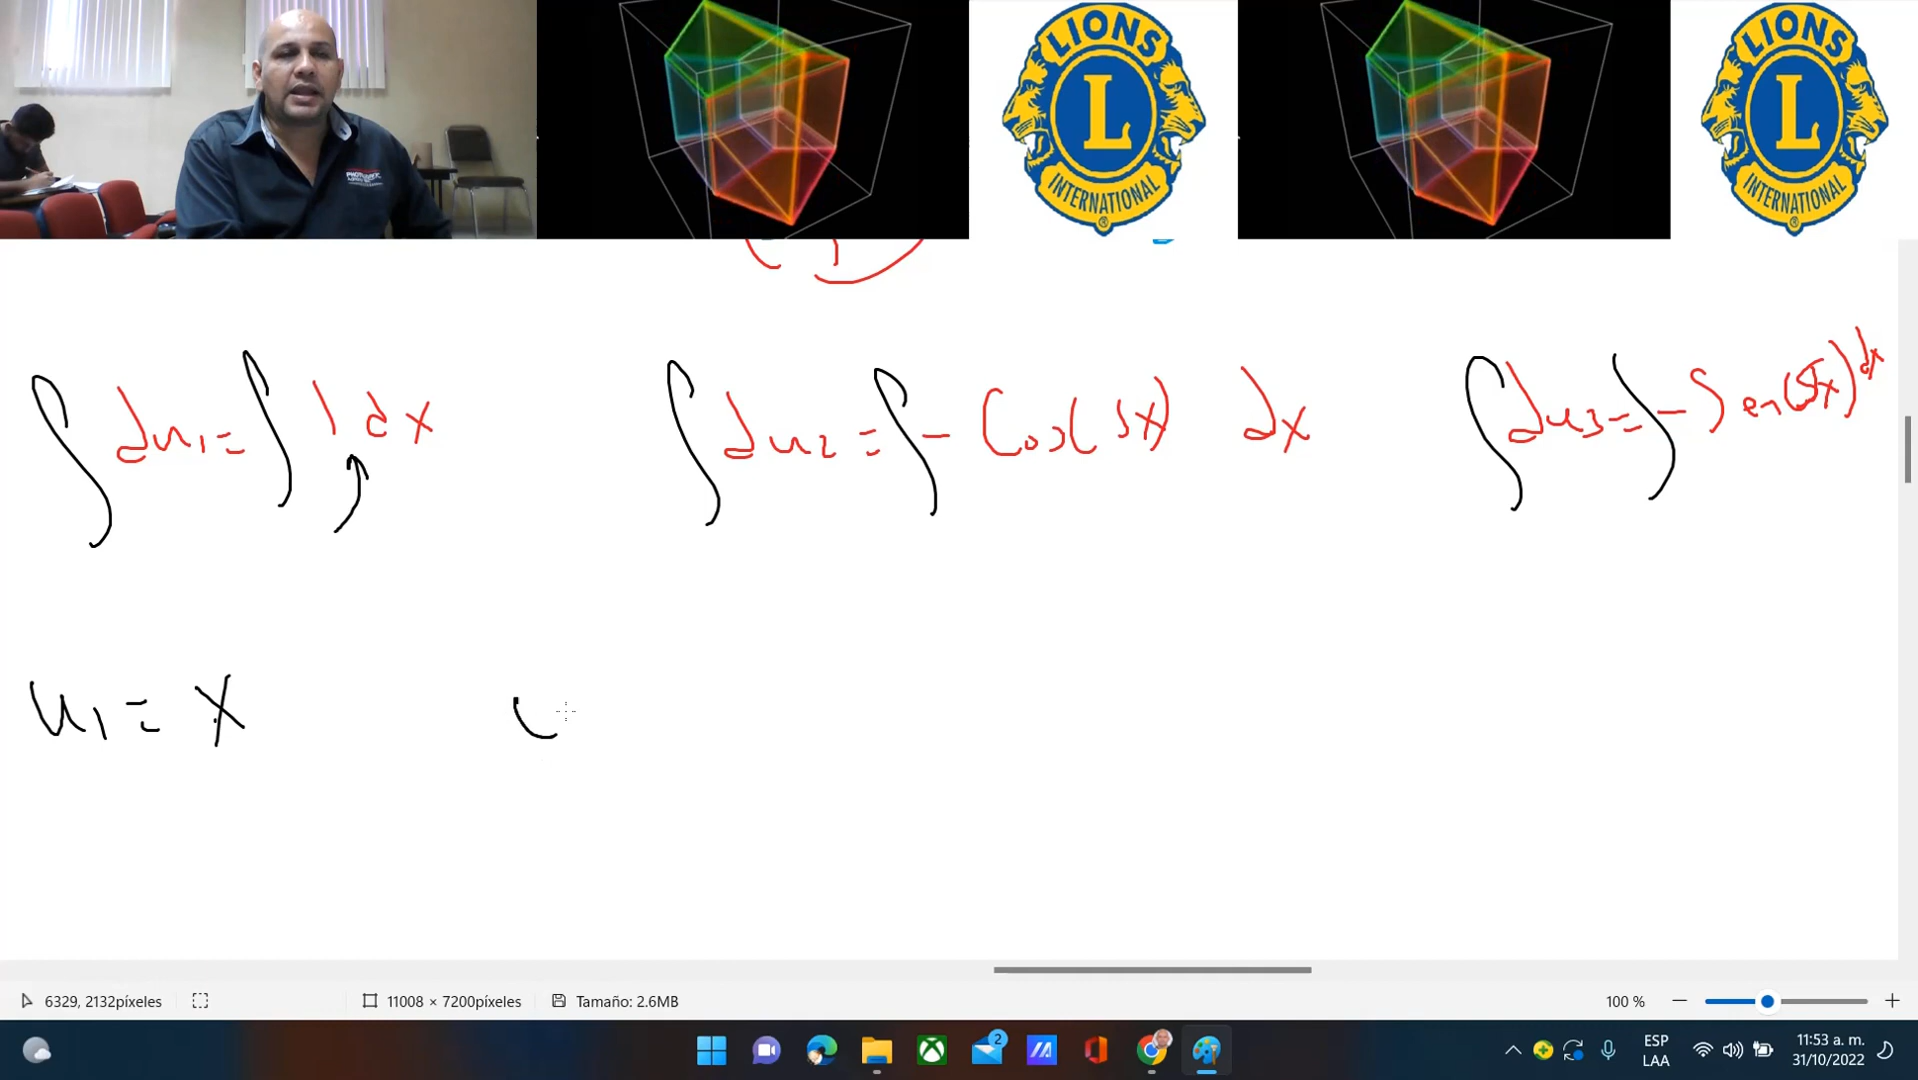 LIONS
L
INTERNATIONAL
®
LIONS
L
INTERNATIONAL
®
∫ du1 = ∫ 1 dx
∫ du2 = ∫ - Cos(5x) dx
∫ du3 = ∫ - Sen(5x) dx
u1 = x
6329, 2132píxeles
11008 × 7200píxeles
Tamaño: 2.6MB
100 %
2
ESP
LAA
11:53 a. m.
31/10/2022